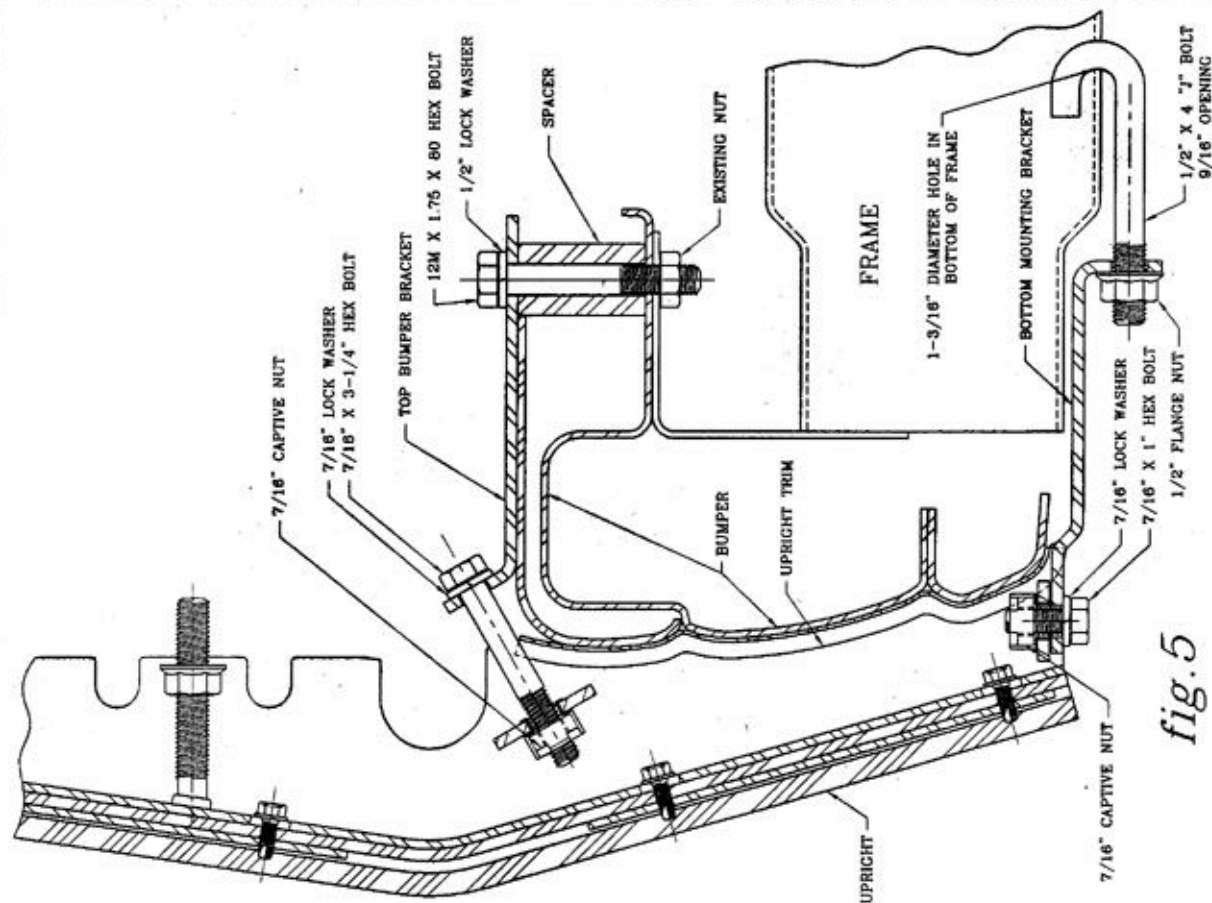 7/16" CAPTIVE NUT
7/16" LOCK WASHER
7/16" X 3-1/4" HEX BOLT
TOP BUMPER BRACKET
12M X 1.75 X 80 HEX BOLT
1/2" LOCK WASHER
SPACER
EXISTING NUT
FRAME
1-3/16" DIAMETER HOLE IN
BOTTOM OF FRAME
BOTTOM MOUNTING BRACKET
BUMPER
UPRIGHT TRIM
1/2" X 4 "J" BOLT
9/16" OPENING
7/16" LOCK WASHER
7/16" X 1" HEX BOLT
1/2" FLANGE NUT
UPRIGHT
7/16" CAPTIVE NUT
fig.5